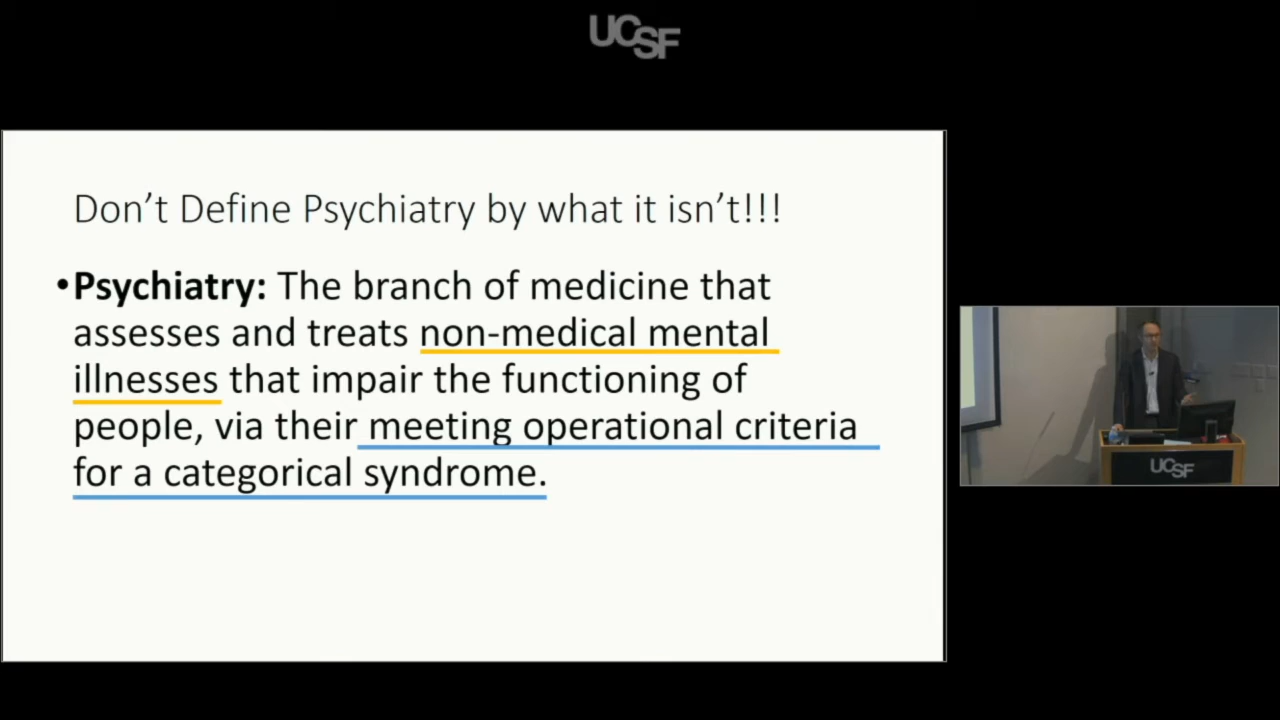 UCSF
Don’t Define Psychiatry by what it isn’t!!!
•Psychiatry: The branch of medicine that
assesses and treats non-medical mental
illnesses that impair the functioning of
people, via their meeting operational criteria
for a categorical syndrome.
UCSF